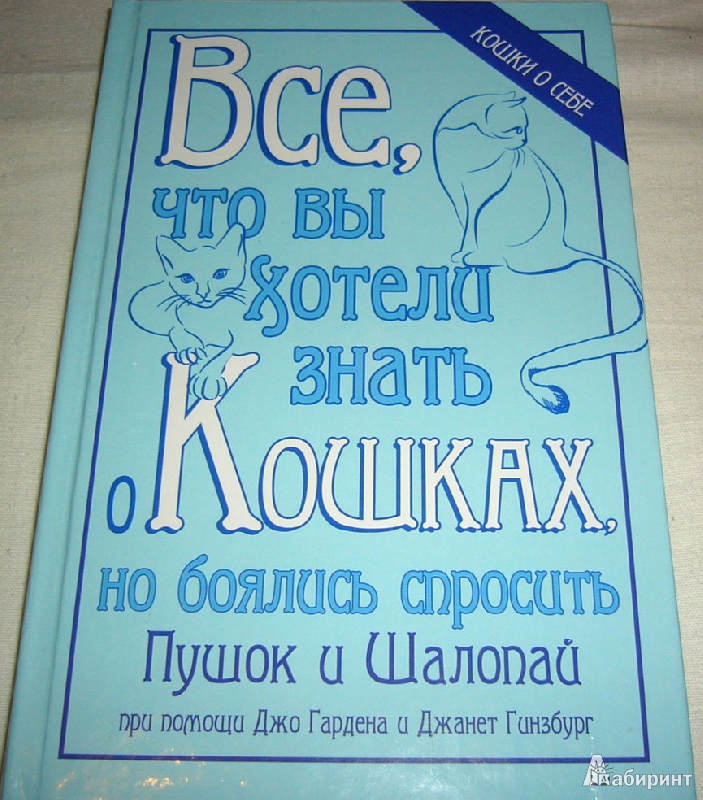 КОШКИ О СЕБЕ
Все,
что вы
хотели
знать
о Кошках,
но боялись спросить
Пушок и Шалопай
при помощи Джо Гардена и Джанет Гинзбург
Лабиринт